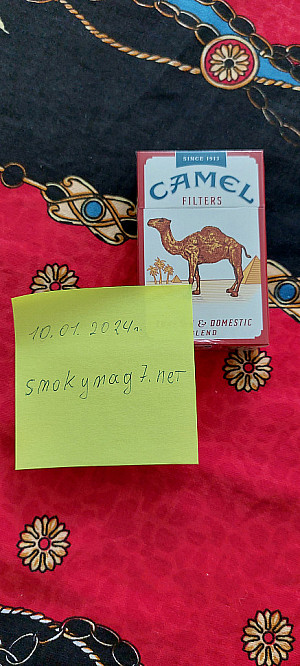 SINCE 1913
CAMEL
FILTERS
& DOMESTIC
BLEND
10.01.2024г.
smokymag7.net